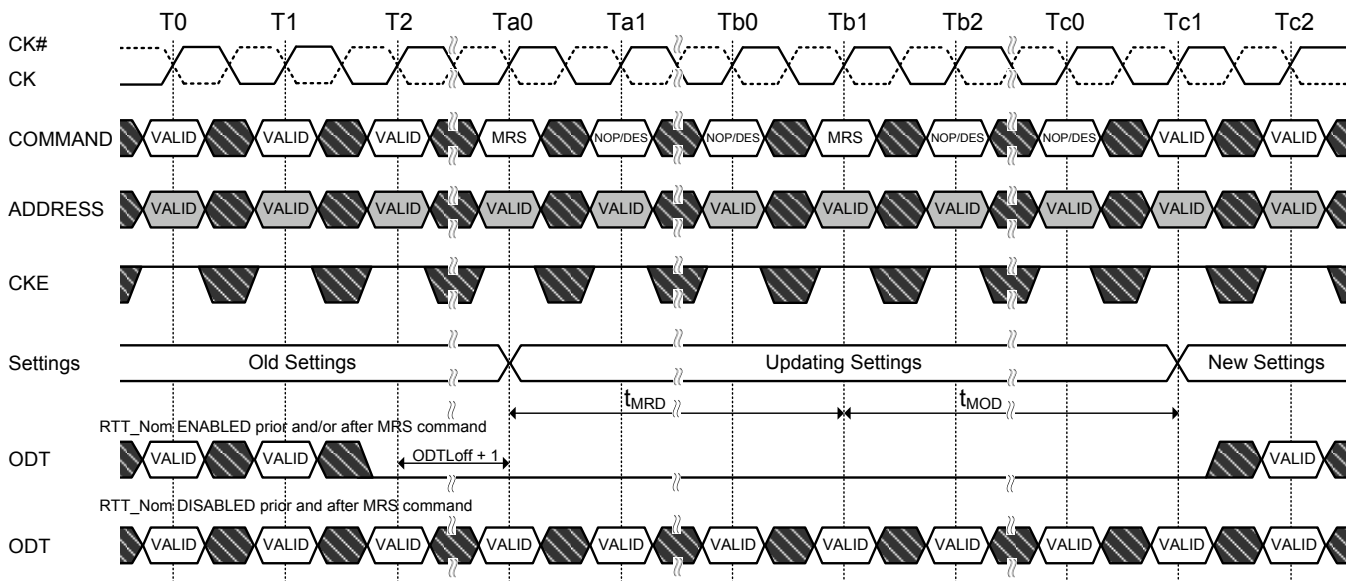 T0 T1 T2 Ta0 Ta1 Tb0 Tb1 Tb2 Tc0 Tc1 Tc2
CK#
CK
COMMAND VALID VALID VALID MRS NOP/DES NOP/DES MRS NOP/DES NOP/DES VALID VALID
ADDRESS VALID VALID VALID VALID VALID VALID VALID VALID VALID VALID VALID
CKE
Settings Old Settings Updating Settings New Settings
tMRD tMOD
RTT_Nom ENABLED prior and/or after MRS command
ODT VALID VALID ODTLoff + 1 VALID
RTT_Nom DISABLED prior and after MRS command
ODT VALID VALID VALID VALID VALID VALID VALID VALID VALID VALID VALID